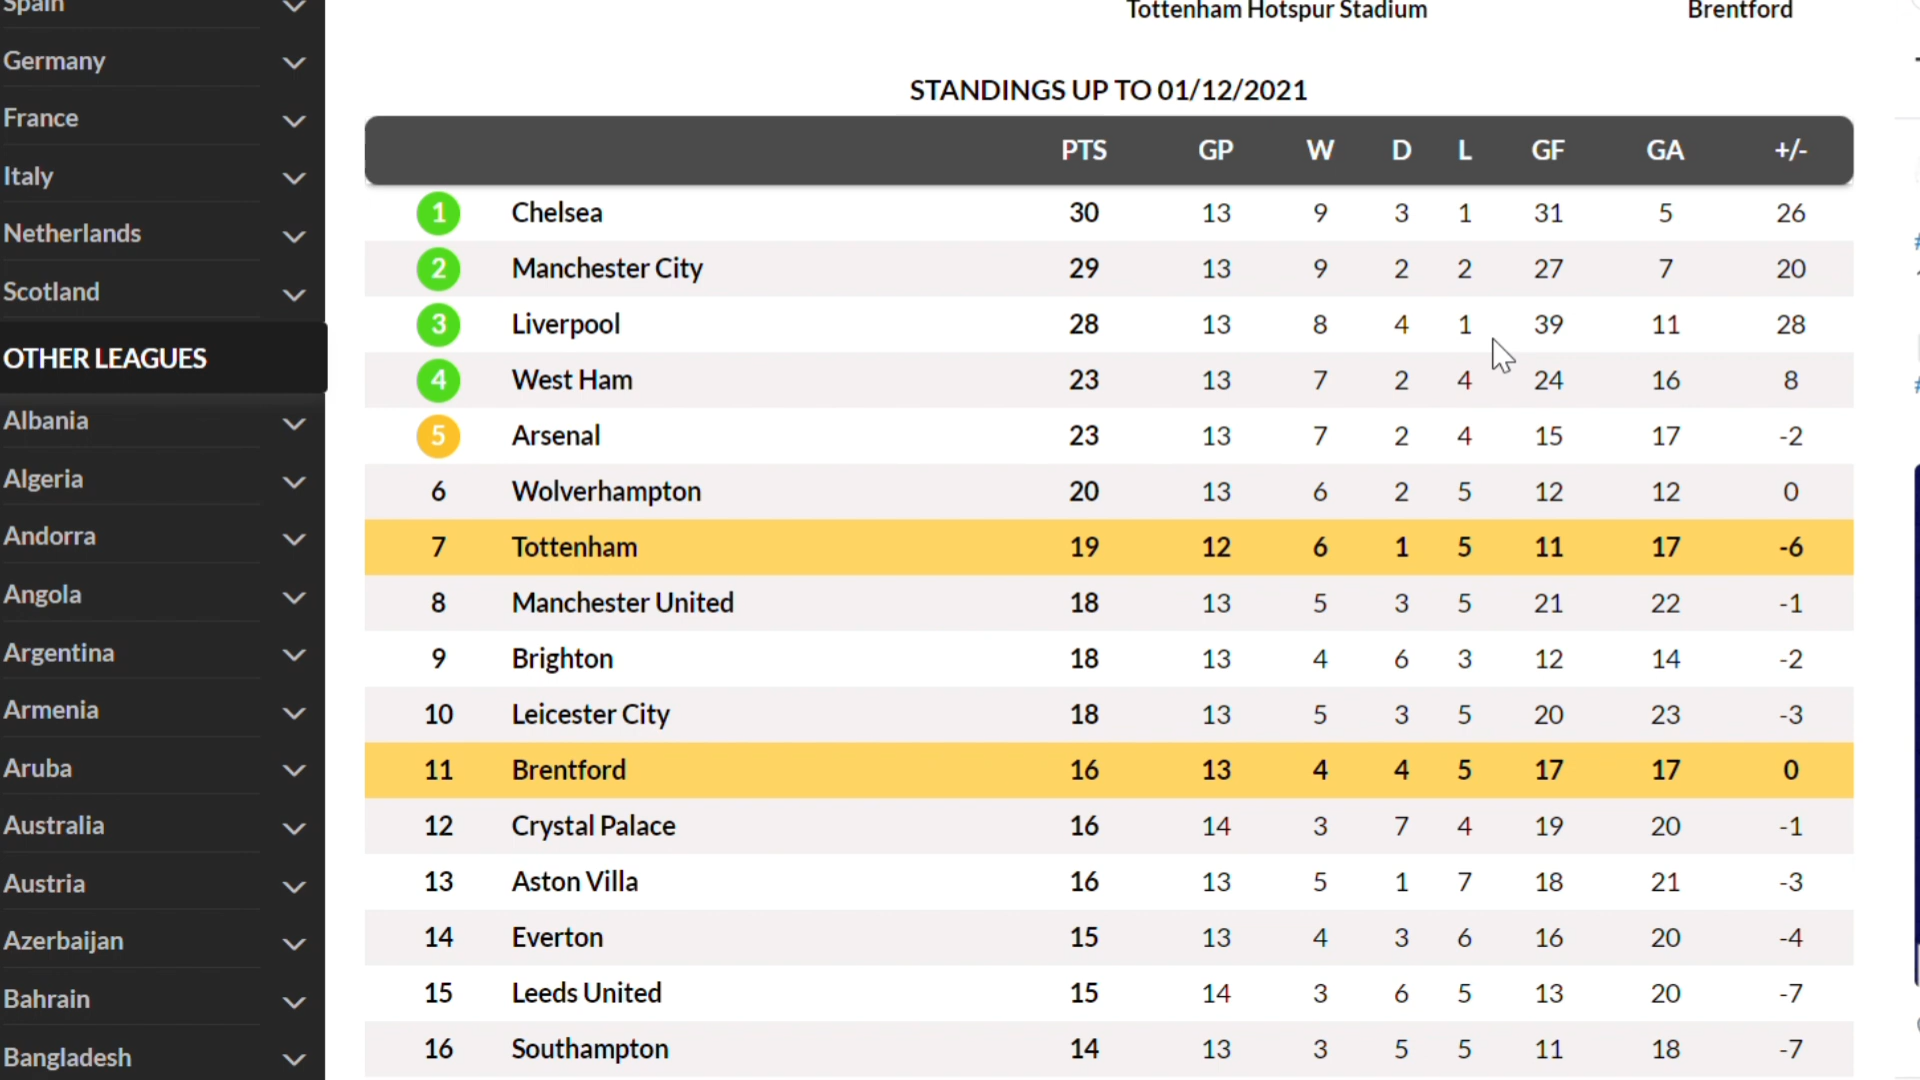 Spain
Germany
France
Italy
Netherlands
Scotland
OTHER LEAGUES
Albania
Algeria
Andorra
Angola
Argentina
Armenia
Aruba
Australia
Austria
Azerbaijan
Bahrain
Bangladesh
Tottenham Hotspur Stadium Brentford
STANDINGS UP TO 01/12/2021
PTS GP W D L GF GA +/-
1 Chelsea 30 13 9 3 1 31 5 26
2 Manchester City 29 13 9 2 2 27 7 20
3 Liverpool 28 13 8 4 1 39 11 28
4 West Ham 23 13 7 2 4 24 16 8
5 Arsenal 23 13 7 2 4 15 17 -2
6 Wolverhampton 20 13 6 2 5 12 12 0
7 Tottenham 19 12 6 1 5 11 17 -6
8 Manchester United 18 13 5 3 5 21 22 -1
9 Brighton 18 13 4 6 3 12 14 -2
10 Leicester City 18 13 5 3 5 20 23 -3
11 Brentford 16 13 4 4 5 17 17 0
12 Crystal Palace 16 14 3 7 4 19 20 -1
13 Aston Villa 16 13 5 1 7 18 21 -3
14 Everton 15 13 4 3 6 16 20 -4
15 Leeds United 15 14 3 6 5 13 20 -7
16 Southampton 14 13 3 5 5 11 18 -7